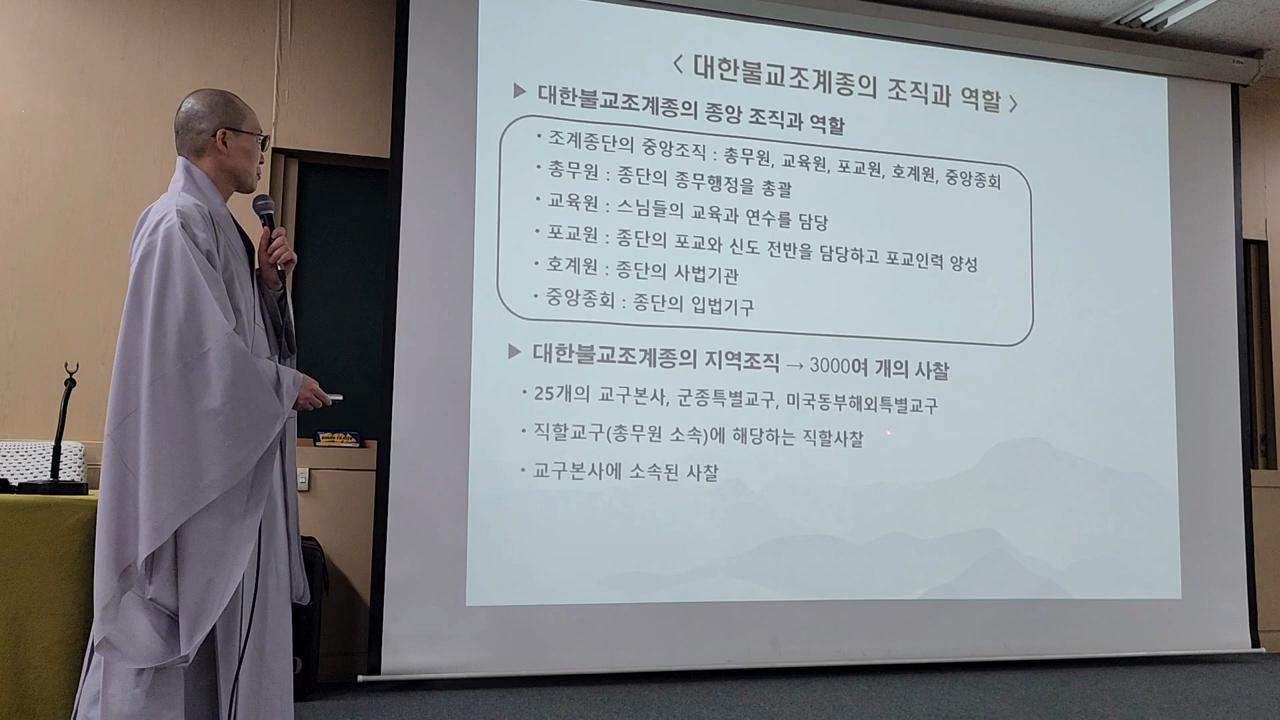 < 대한불교조계종의 조직과 역할 >
▶ 대한불교조계종의 중앙 조직과 역할
· 조계종단의 중앙조직 : 총무원, 교육원, 포교원, 호계원, 중앙종회
· 총무원 : 종단의 종무행정을 총괄
· 교육원 : 스님들의 교육과 연수를 담당
· 포교원 : 종단의 포교와 신도 전반을 담당하고 포교인력 양성
· 호계원 : 종단의 사법기관
· 중앙종회 : 종단의 입법기구
▶ 대한불교조계종의 지역조직 → 3000여 개의 사찰
· 25개의 교구본사, 군종특별교구, 미국동부해외특별교구
· 직할교구(총무원 소속)에 해당하는 직할사찰
· 교구본사에 소속된 사찰